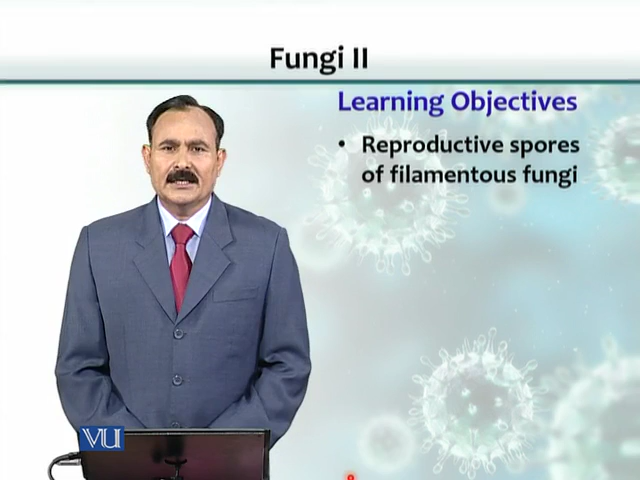 Fungi II
Learning Objectives
• Reproductive spores
of filamentous fungi
VU